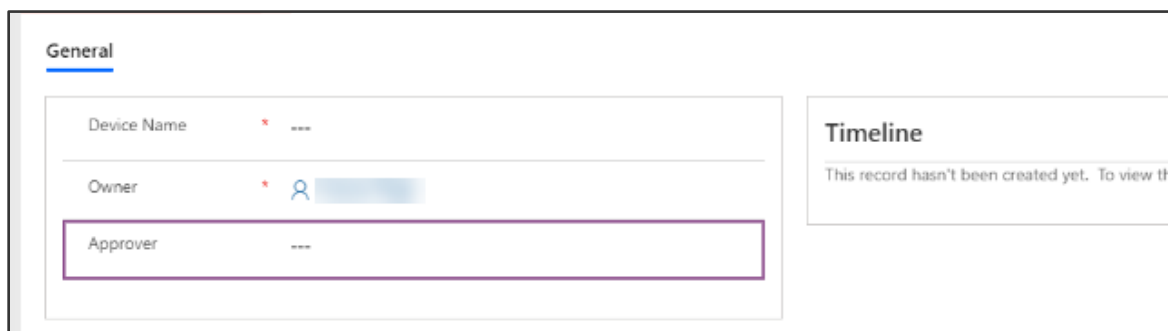 General
Device Name * ---
Owner *
Approver ---
Timeline
This record hasn't been created yet. To view th